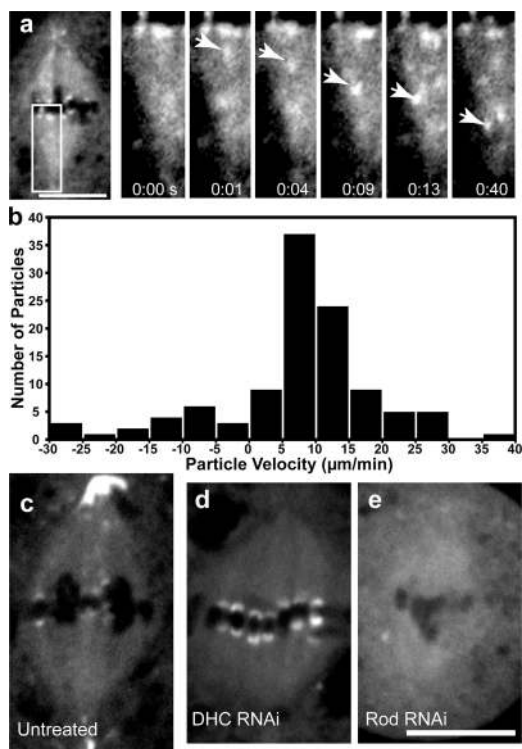 a
0:00 s 0:01 0:04 0:09 0:13 0:40
b
Number of Particles
40
35
30
25
20
15
10
5
0
-30 -25 -20 -15 -10 -5 0 5 10 15 20 25 30 35 40
Particle Velocity (µm/min)
c d e
Untreated DHC RNAi Rod RNAi